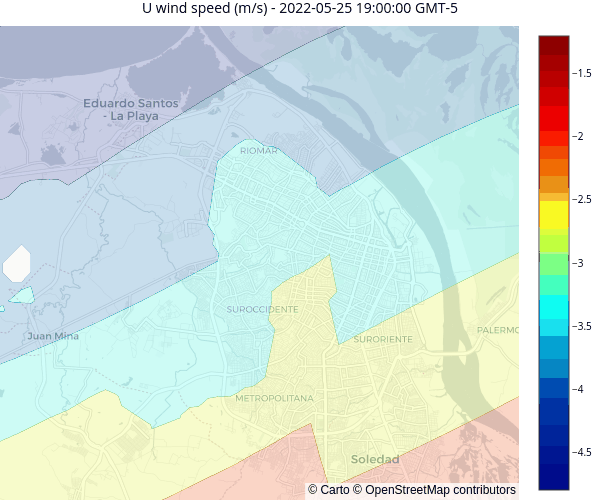 U wind speed (m/s) - 2022-05-25 19:00:00 GMT-5
Eduardo Santos
- La Playa
RIOMAR
Juan Mina
SUROCCIDENTE
SURORIENTE
PALERMO
METROPOLITANA
Soledad
© Carto © OpenStreetMap contributors
−1.5
−2
−2.5
−3
−3.5
−4
−4.5